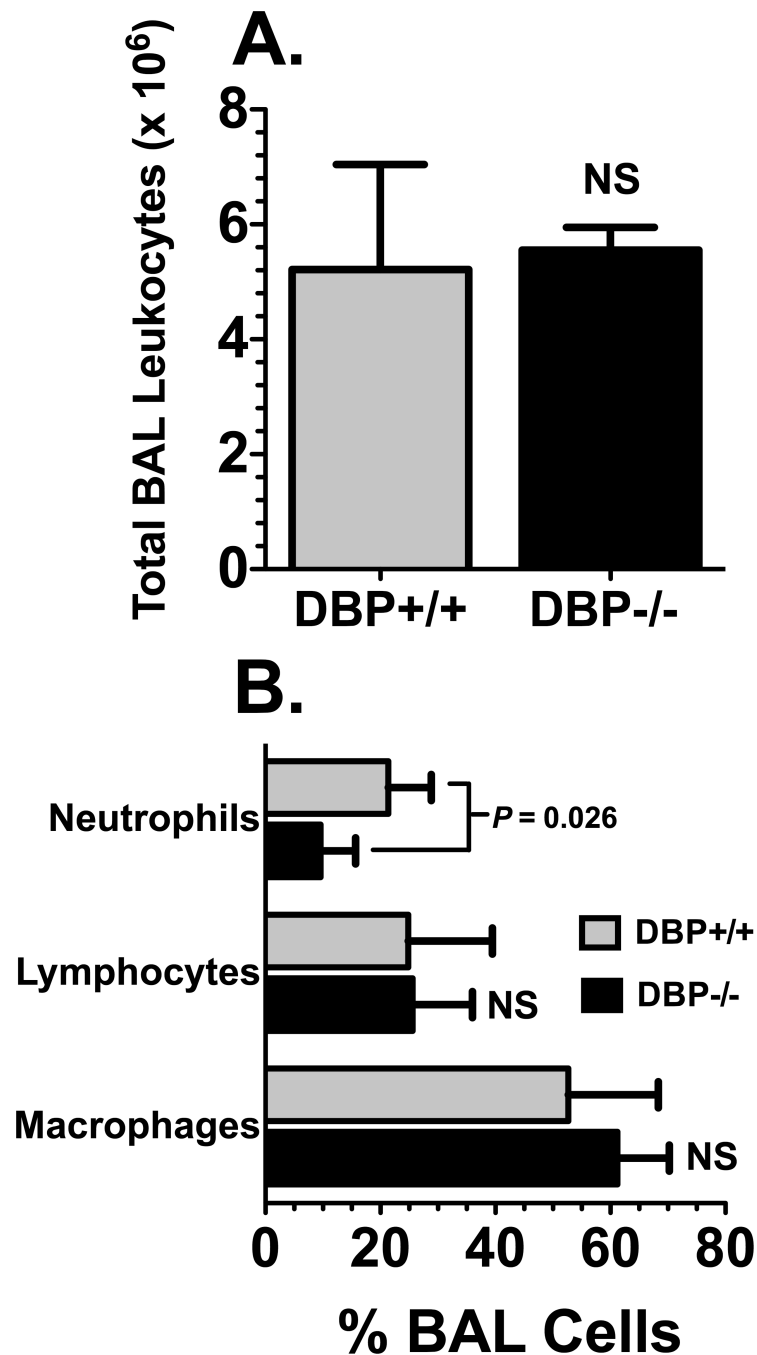 A.
Total BAL Leukocytes (x 10⁶)
8
6
4
2
0
NS
DBP+/+
DBP-/-
B.
Neutrophils
P = 0.026
Lymphocytes
NS
DBP+/+
DBP-/-
Macrophages
NS
0 20 40 60 80
% BAL Cells